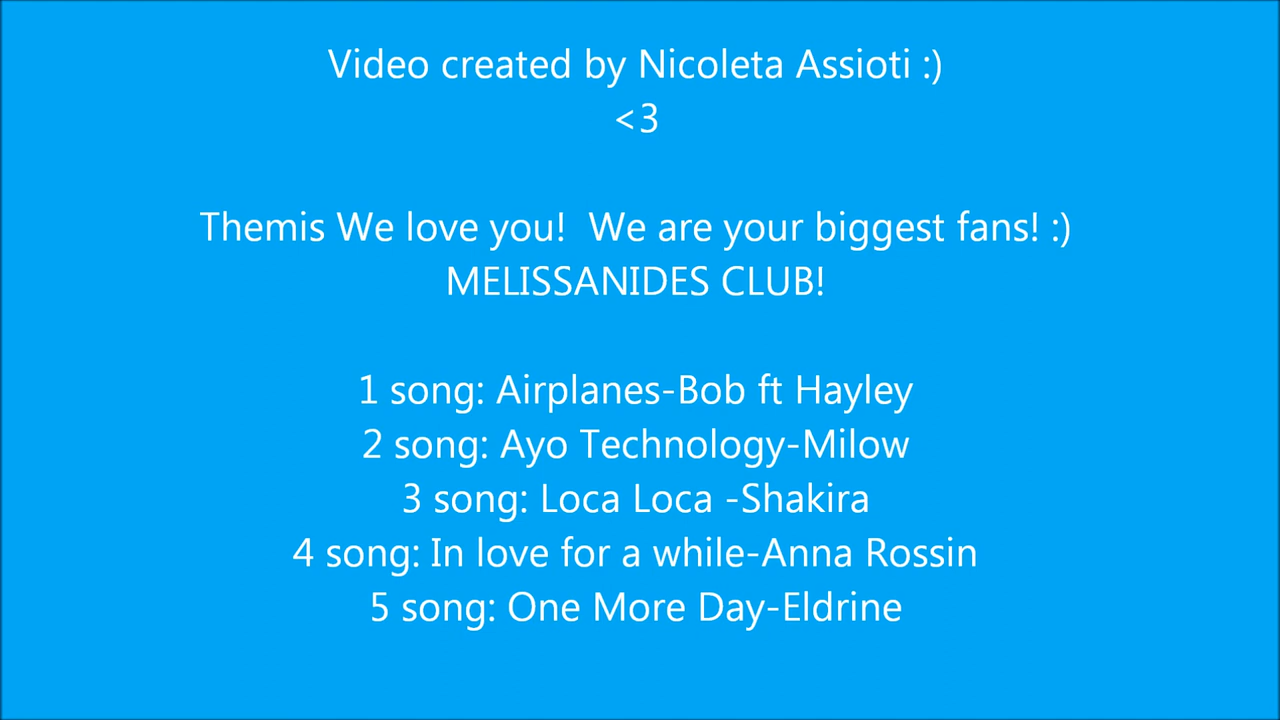 Video created by Nicoleta Assioti :)
<3
Themis We love you!  We are your biggest fans! :)
MELISSANIDES CLUB!
1 song: Airplanes-Bob ft Hayley
2 song: Ayo Technology-Milow
3 song: Loca Loca -Shakira
4 song: In love for a while-Anna Rossin
5 song: One More Day-Eldrine